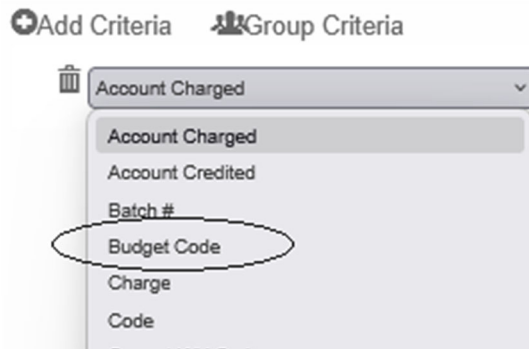 Add Criteria Group Criteria
Account Charged
Account Charged
Account Credited
Batch #
Budget Code
Charge
Code